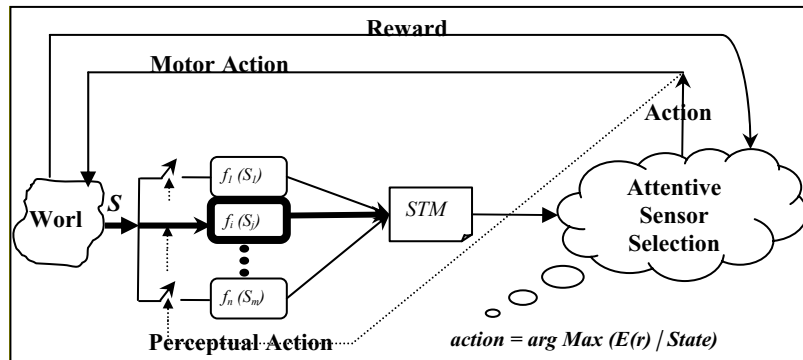 Reward
Motor Action
Action
f1 (S1)
S
Worl
fi (Sj)
STM
Attentive
Sensor
Selection
fn (Sm)
Perceptual Action
action = arg Max (E(r) | State)